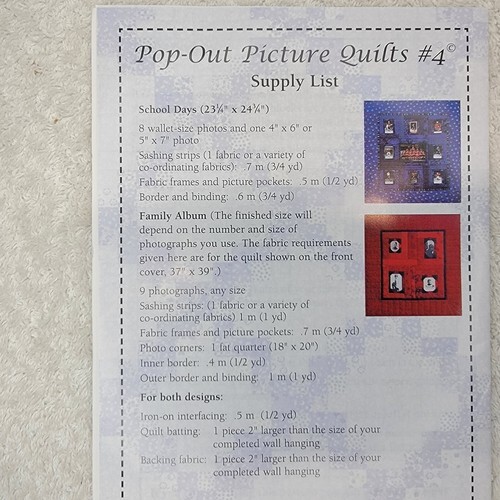 Pop-Out Picture Quilts #4©
Supply List
School Days (23¼" x 24¾")
8 wallet-size photos and one 4" x 6" or
5" x 7" photo
Sashing strips (1 fabric or a variety of
co-ordinating fabrics): .7 m (3/4 yd)
Fabric frames and picture pockets: .5 m (1/2 yd)
Border and binding: .6 m (3/4 yd)
Family Album (The finished size will
depend on the number and size of
photographs you use. The fabric requirements
given here are for the quilt shown on the front
cover, 37" x 39".)
9 photographs, any size
Sashing strips: (1 fabric or a variety of
co-ordinating fabrics) 1 m (1 yd)
Fabric frames and picture pockets: .7 m (3/4 yd)
Photo corners: 1 fat quarter (18" x 20")
Inner border: .4 m (1/2 yd)
Outer border and binding: 1 m (1 yd)
For both designs:
Iron-on interfacing: .5 m (1/2 yd)
Quilt batting: 1 piece 2" larger than the size of your
completed wall hanging
Backing fabric: 1 piece 2" larger than the size of your
completed wall hanging